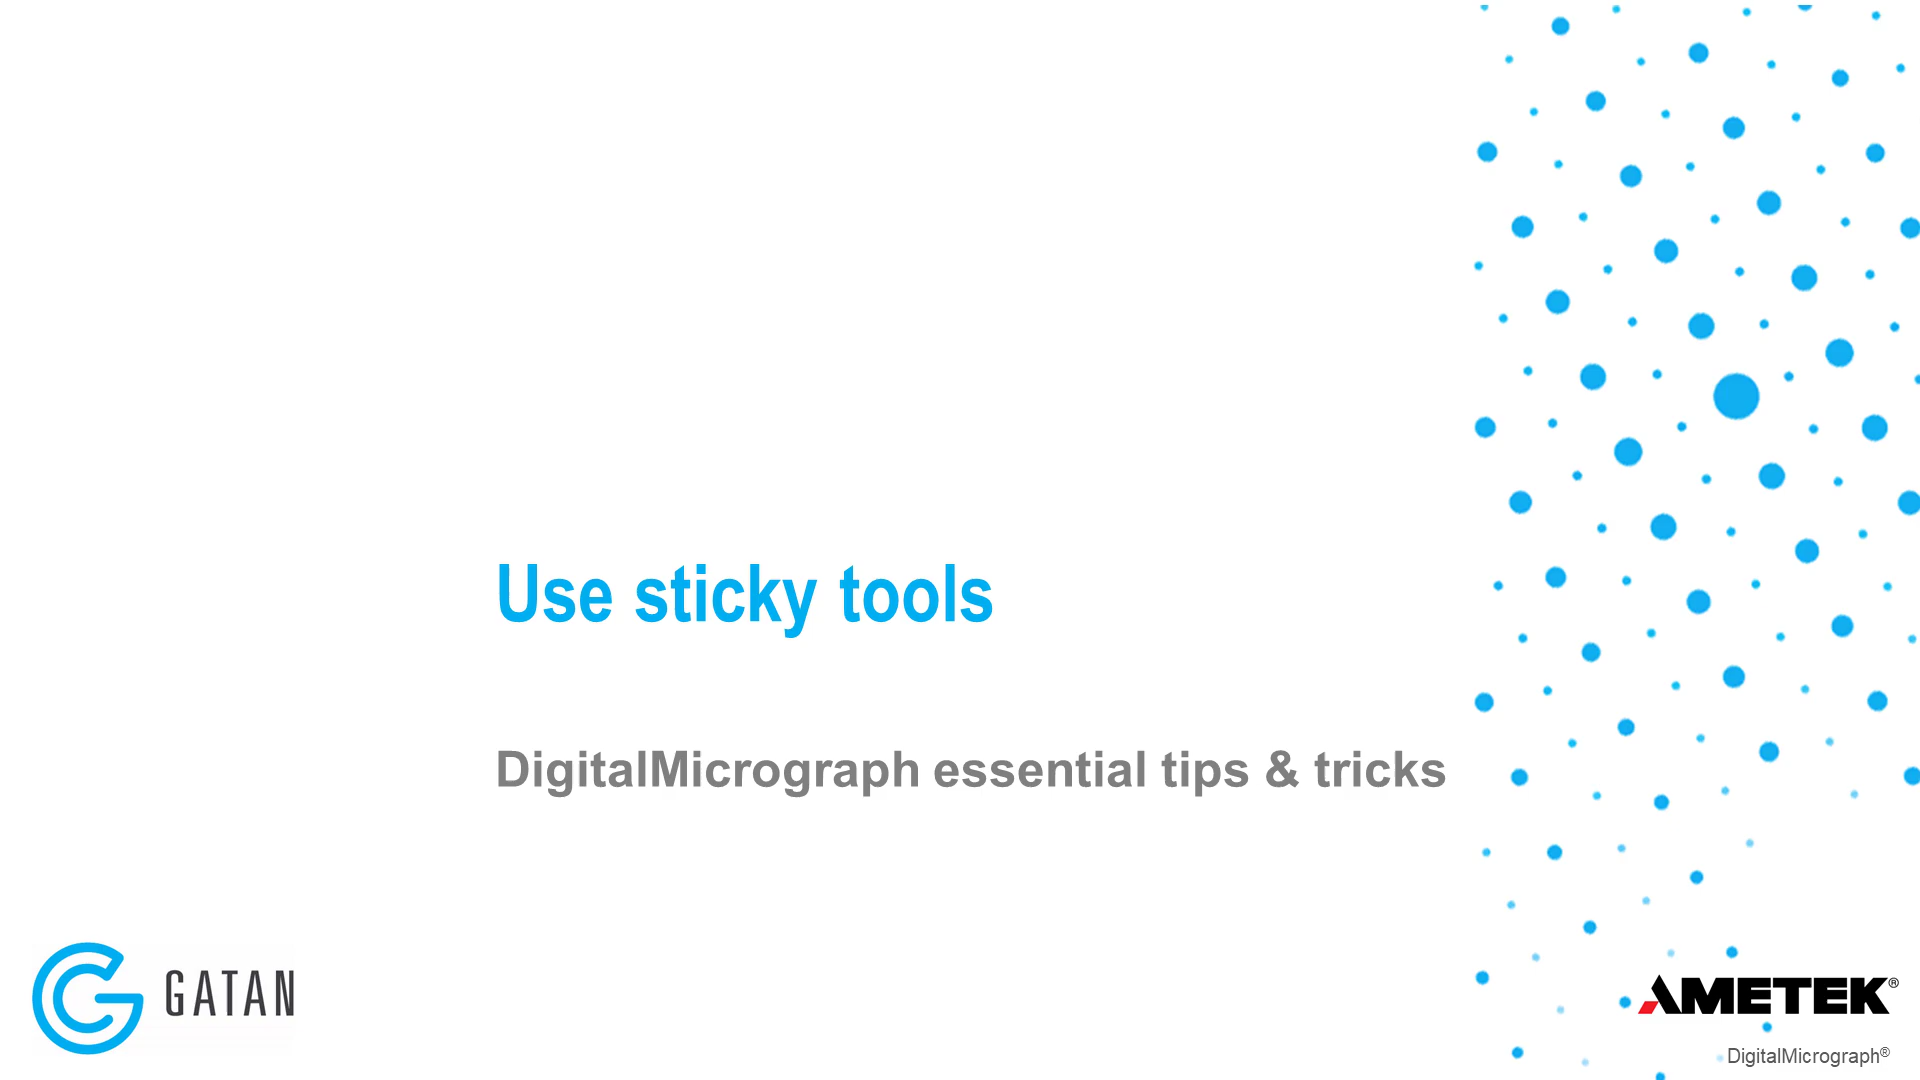 Use sticky tools
DigitalMicrograph essential tips & tricks
GATAN
AMETEK®
DigitalMicrograph®